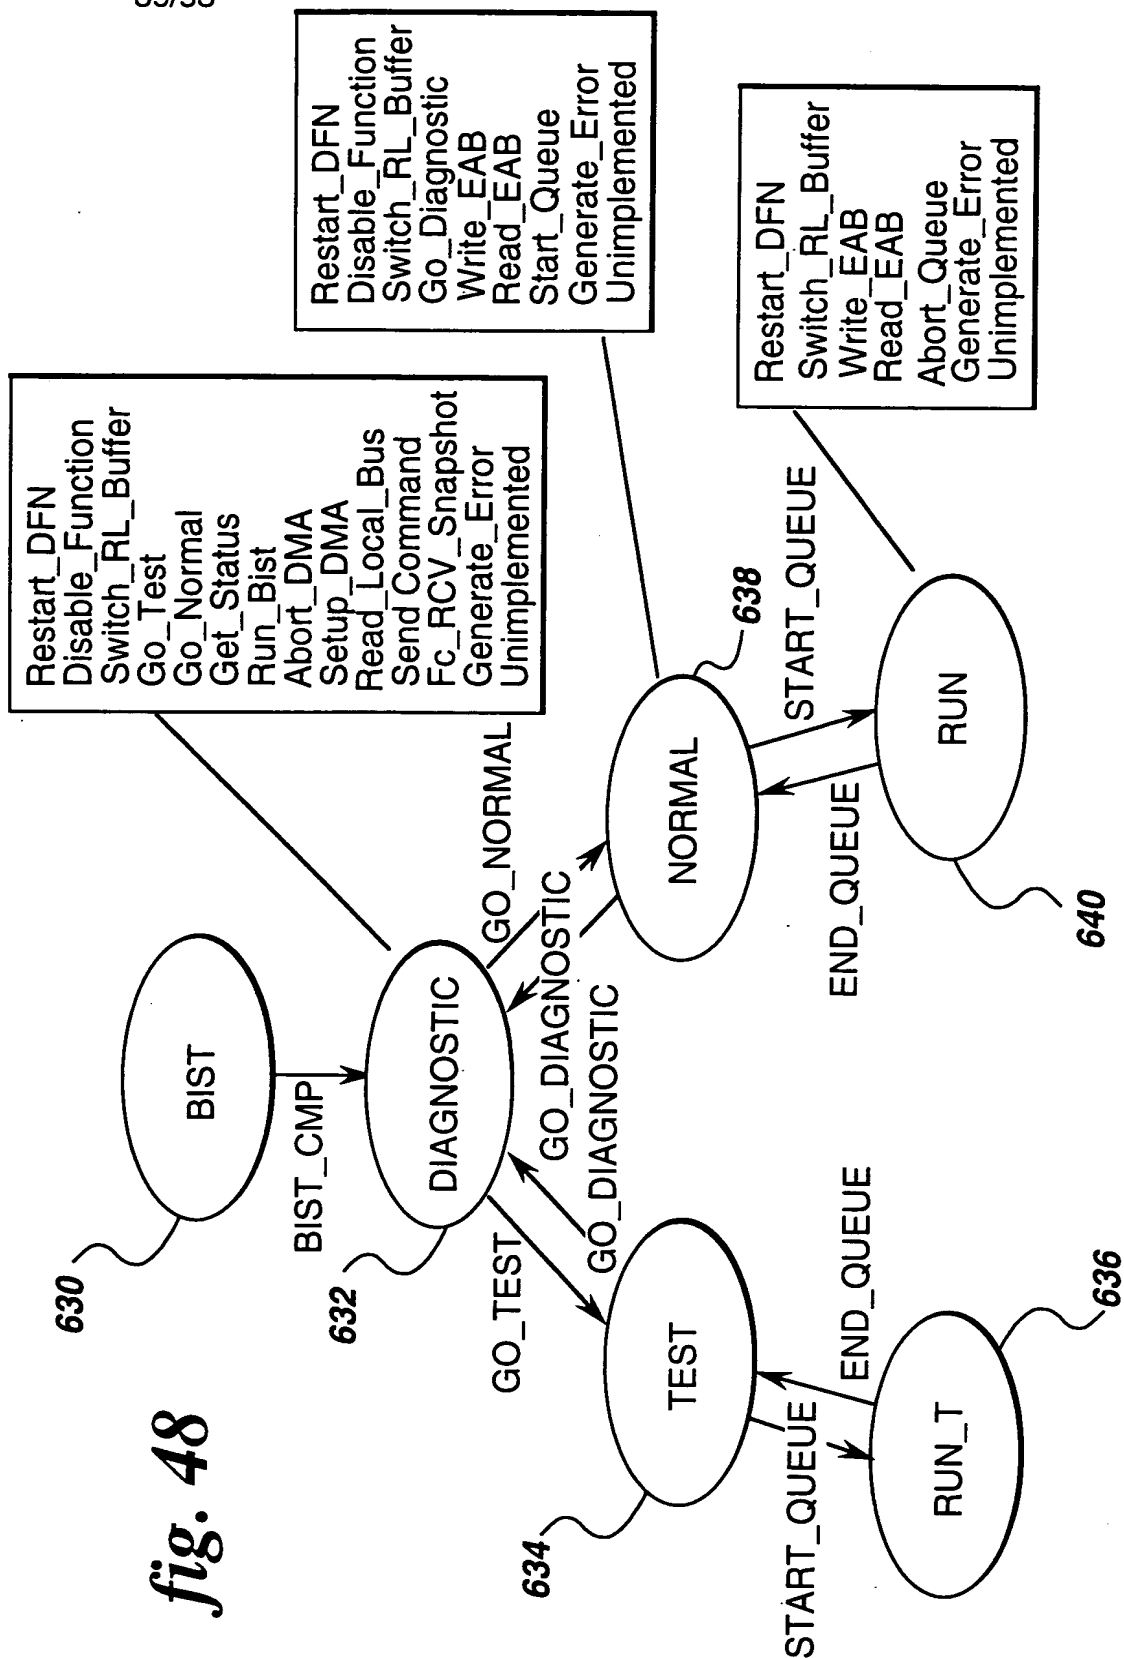 fig. 48
630
BIST
BIST_CMP
632
DIAGNOSTIC
Restart_DFN
Disable_Function
Switch_RL_Buffer
Go_Test
Go_Normal
Get_Status
Run_Bist
Abort_DMA
Setup_DMA
Read_Local_Bus
Send Command
Fc_RCV_Snapshot
Generate_Error
Unimplemented
Restart_DFN
Disable_Function
Switch_RL_Buffer
Go_Diagnostic
Write_EAB
Read_EAB
Start_Queue
Generate_Error
Unimplemented
GO_TEST
GO_NORMAL
GO_DIAGNOSTIC
GO_DIAGNOSTIC
634
TEST
NORMAL
638
START_QUEUE
END_QUEUE
END_QUEUE
START_QUEUE
Restart_DFN
Switch_RL_Buffer
Write_EAB
Read_EAB
Abort_Queue
Generate_Error
Unimplemented
RUN_T
636
RUN
640